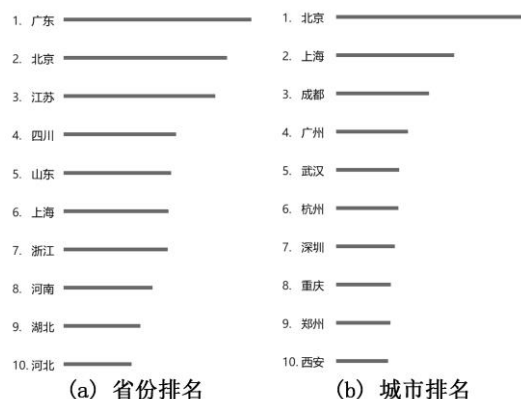 1. 广东
2. 北京
3. 江苏
4. 四川
5. 山东
6. 上海
7. 浙江
8. 河南
9. 湖北
10. 河北
(a) 省份排名
1. 北京
2. 上海
3. 成都
4. 广州
5. 武汉
6. 杭州
7. 深圳
8. 重庆
9. 郑州
10. 西安
(b) 城市排名